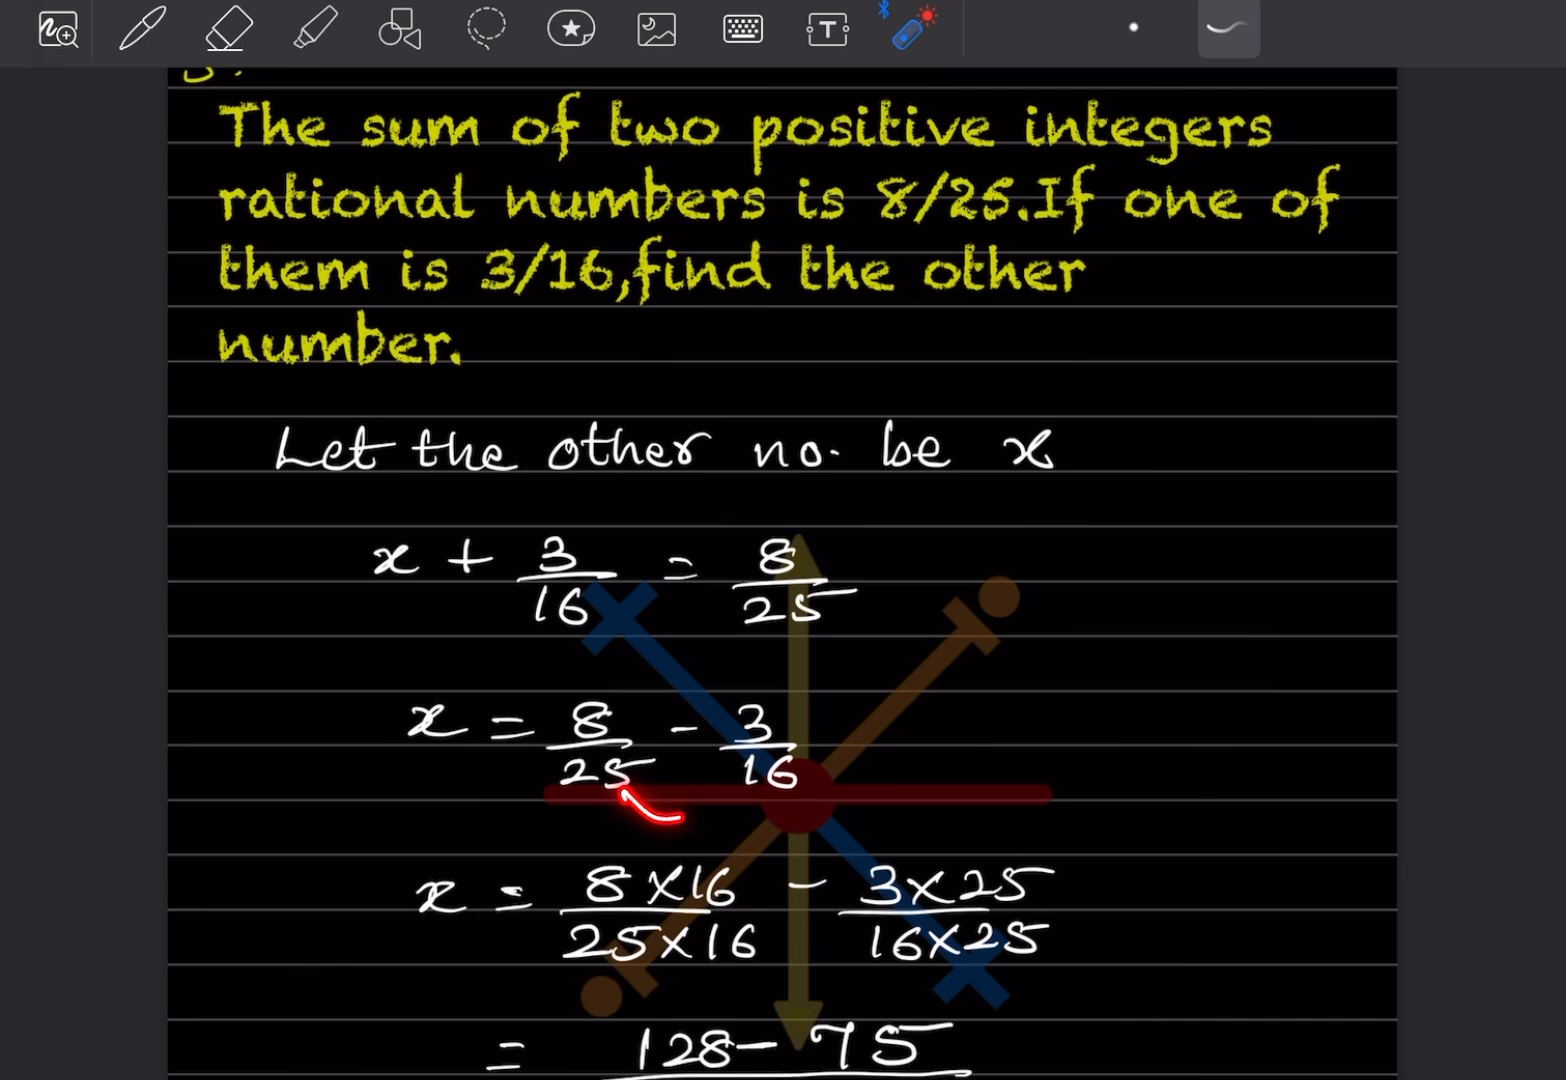 The sum of two positive integers
rational numbers is 8/25.If one of
them is 3/16,find the other
number.
Let the other no. be x
x + 3/16 = 8/25
x = 8/25 - 3/16
x = 8×16/25×16 - 3×25/16×25
= 128-75